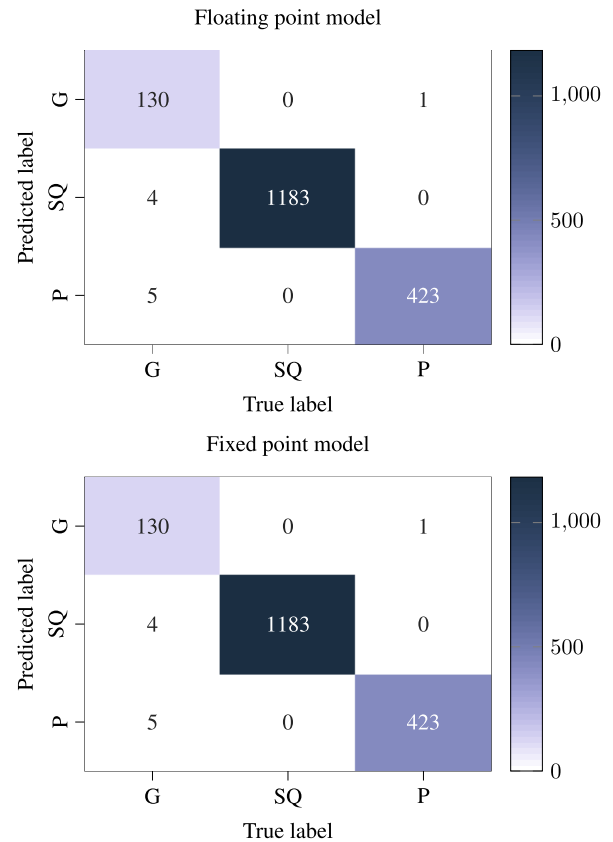 Floating point model
G 130 0 1
SQ 4 1183 0
P 5 0 423
G SQ P
Predicted label
True label
1,000
500
0
Fixed point model
G 130 0 1
SQ 4 1183 0
P 5 0 423
G SQ P
Predicted label
True label
1,000
500
0